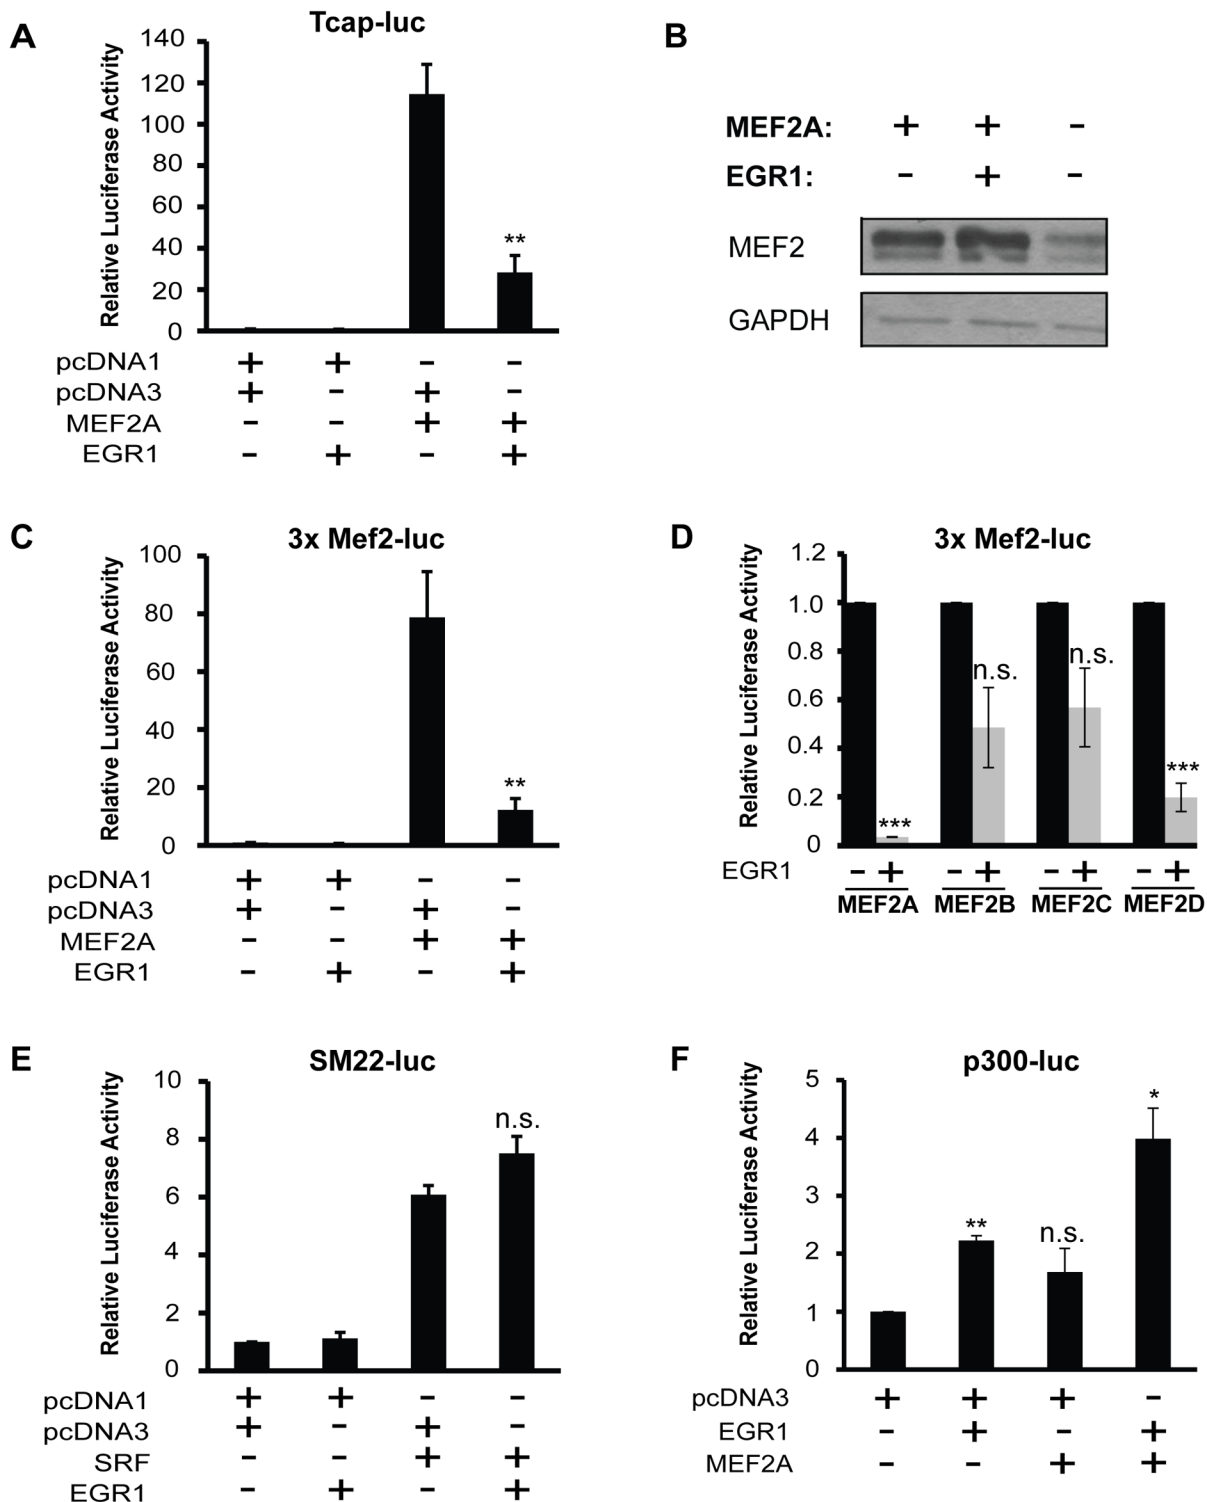 A
Tcap-luc
Relative Luciferase Activity
140
120
100
80
60
40
20
0
**
pcDNA1 + + - -
pcDNA3 + - + -
MEF2A - - + +
EGR1 - + - +
B
MEF2A: + + -
EGR1: - + -
MEF2
GAPDH
C
3x Mef2-luc
Relative Luciferase Activity
100
80
60
40
20
0
**
pcDNA1 + + - -
pcDNA3 + - + -
MEF2A - - + +
EGR1 - + - +
D
3x Mef2-luc
Relative Luciferase Activity
1.2
1.0
0.8
0.6
0.4
0.2
0
***
n.s.
n.s.
***
EGR1 - + - + - + - +
MEF2A MEF2B MEF2C MEF2D
E
SM22-luc
Relative Luciferase Activity
10
8
6
4
2
0
n.s.
pcDNA1 + + - -
pcDNA3 + - + -
SRF - - + +
EGR1 - + - +
F
p300-luc
Relative Luciferase Activity
5
4
3
2
1
0
**
n.s.
*
pcDNA3 + + + -
EGR1 - + - +
MEF2A - - + +